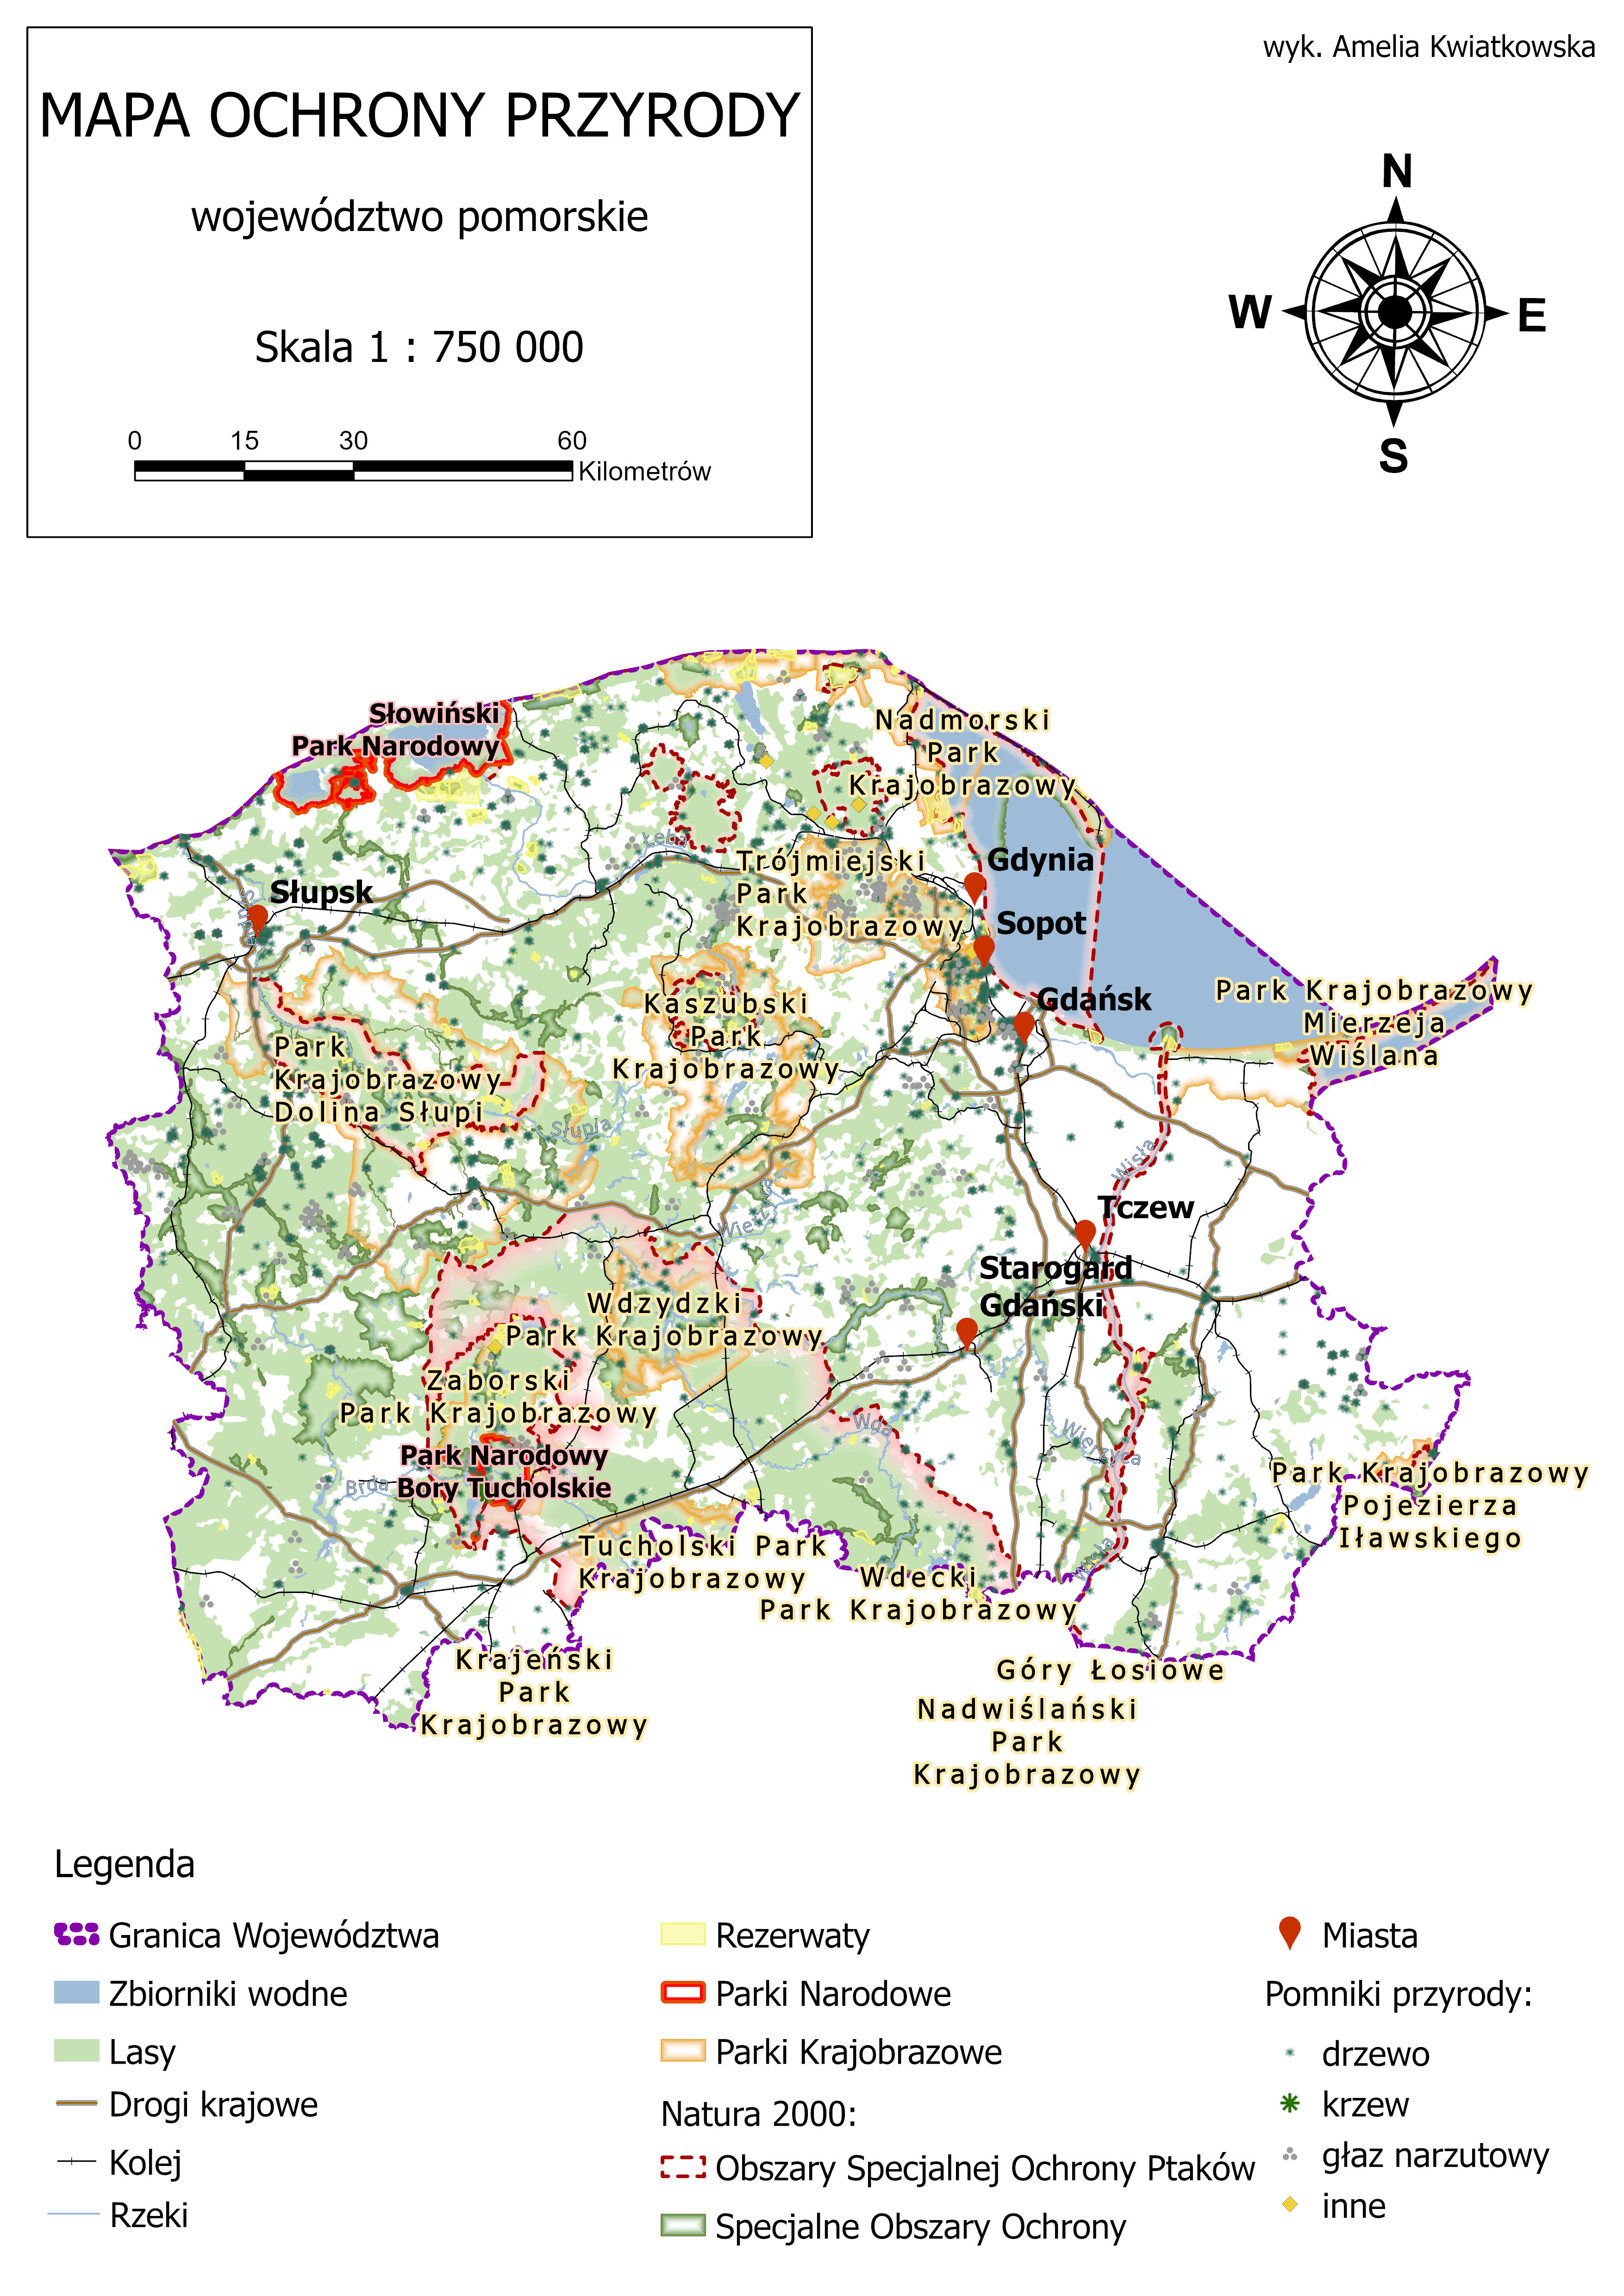 wyk. Amelia Kwiatkowska
MAPA OCHRONY PRZYRODY
województwo pomorskie
Skala 1 : 750 000
0 15 30 60
Kilometrów
N
W
E
S
Słowiński
Park Narodowy
Nadmorski
Park
Krajobrazowy
Łeba
Trójmiejski
Park
Krajobrazowy
Gdynia
Sopot
Słupsk
Słupia
Gdańsk
Kaszubski
Park
Krajobrazowy
Park Krajobrazowy
Mierzeja
Wiślana
Park
Krajobrazowy
Dolina Słupi
Słupia
Wisła
Wierzyca
Tczew
Starogard
Gdański
Wdzydzki
Park Krajobrazowy
Zaborski
Park Krajobrazowy
Wda
Wierzyca
Park Narodowy
Bory Tucholskie
Brda
Park Krajobrazowy
Pojezierza
Iławskiego
Wisła
Tucholski Park
Krajobrazowy
Wdecki
Park Krajobrazowy
Krajeński
Park
Krajobrazowy
Góry Łosiowe
Nadwiślański
Park
Krajobrazowy
Legenda
Granica Województwa
Zbiorniki wodne
Lasy
Drogi krajowe
Kolej
Rzeki
Rezerwaty
Parki Narodowe
Parki Krajobrazowe
Natura 2000:
Obszary Specjalnej Ochrony Ptaków
Specjalne Obszary Ochrony
Miasta
Pomniki przyrody:
drzewo
krzew
głaz narzutowy
inne